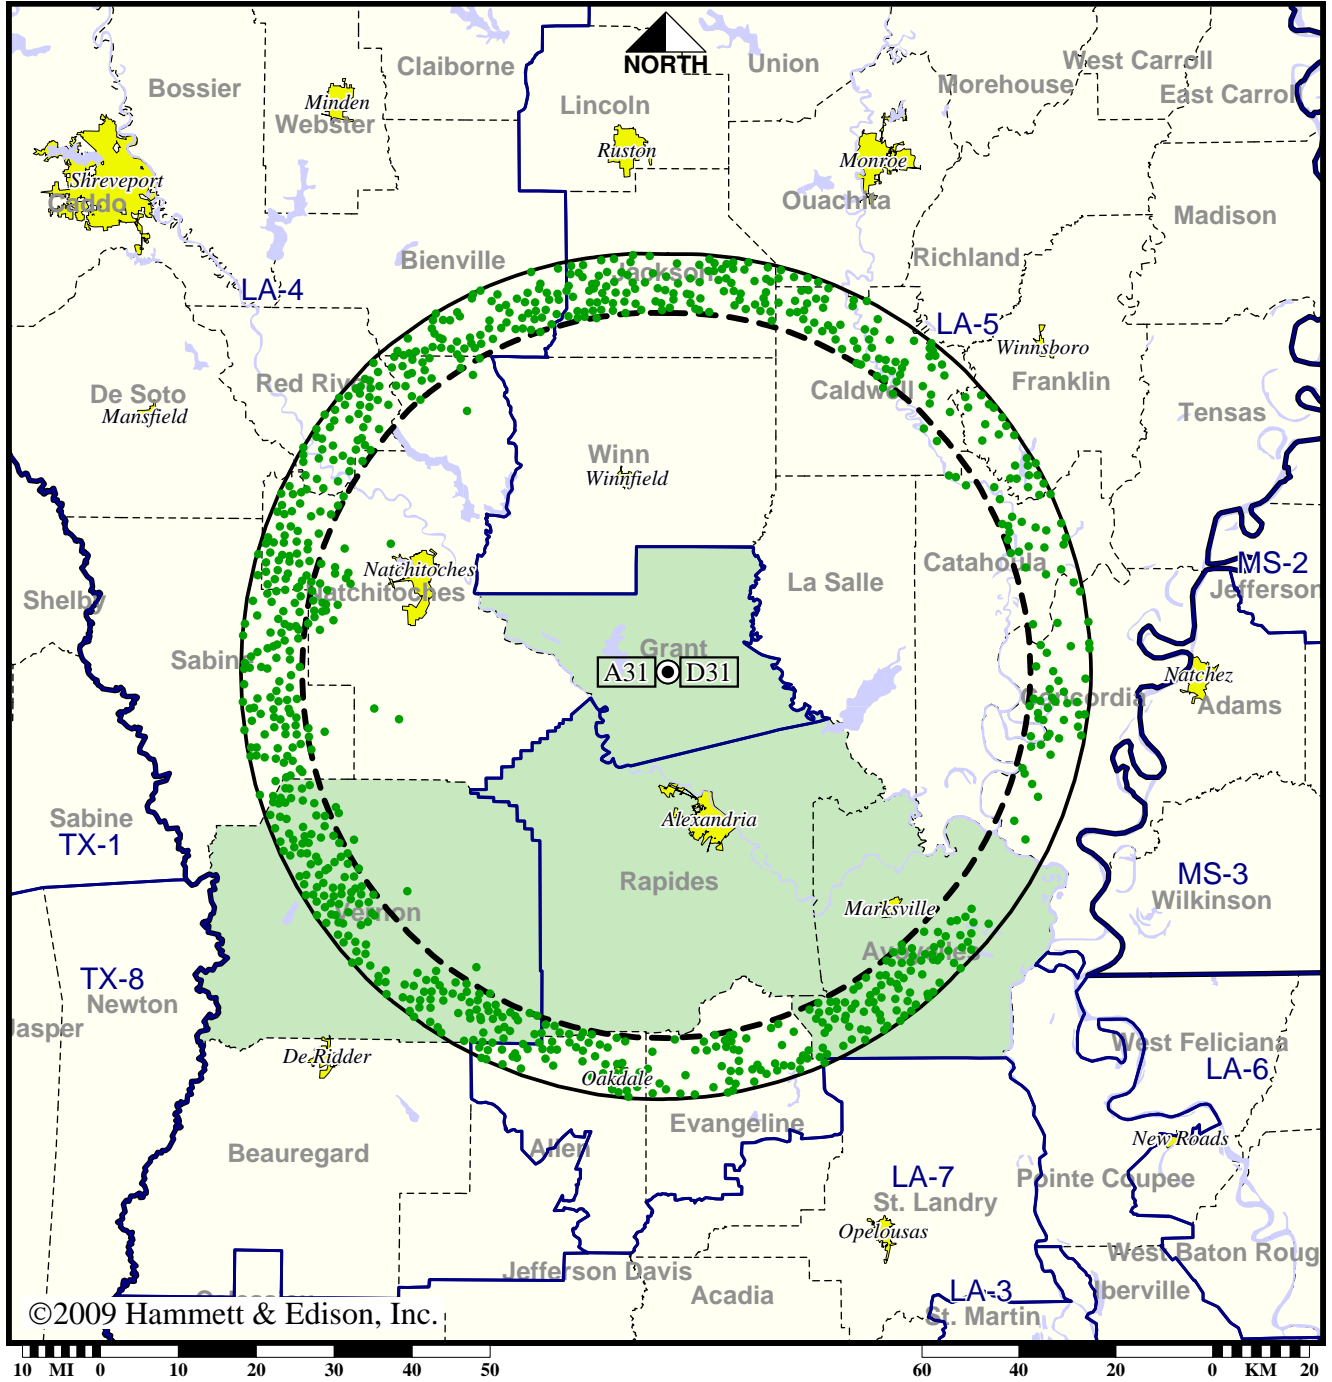 NORTH
Claiborne
Union
West Carroll
Bossier
Morehouse
East Carrol
Minden
Webster
Lincoln
Ruston
Monroe
Shreveport
Caddo
Ouachita
Madison
Bienville
Jackson
Richland
LA-4
LA-5
Winnsboro
Red Rive
De Soto
Mansfield
Caldwell
Franklin
Tensas
Winn
Winnfield
Natchitoches
Natchitoches
La Salle
Catahoula
MS-2
Jefferson
Shelby
Sabine
Grant
A31 D31
Concordia
Natchez
Adams
Sabine
TX-1
Alexandria
Rapides
MS-3
Wilkinson
Vernon
Marksville
Avoyelles
TX-8
Newton
Jasper
West Feliciana
LA-6
De Ridder
Oakdale
Evangeline
Allen
Beauregard
New Roads
LA-7
St. Landry
Pointe Coupee
Opelousas
West Baton Roug
Jefferson Davis
Acadia
LA-3
Iberville
St. Martin
©2009 Hammett & Edison, Inc.
10 MI 0 10 20 30 40 50
60 40 20 0 KM 20